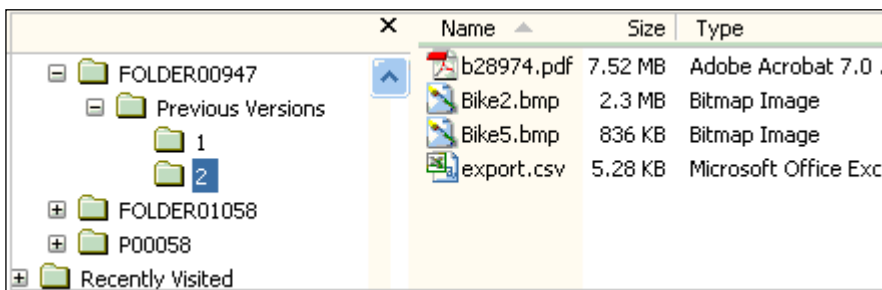 Name Size Type
FOLDER00947
Previous Versions
1
2
FOLDER01058
P00058
Recently Visited
b28974.pdf 7.52 MB Adobe Acrobat 7.0 .
Bike2.bmp 2.3 MB Bitmap Image
Bike5.bmp 836 KB Bitmap Image
export.csv 5.28 KB Microsoft Office Exc